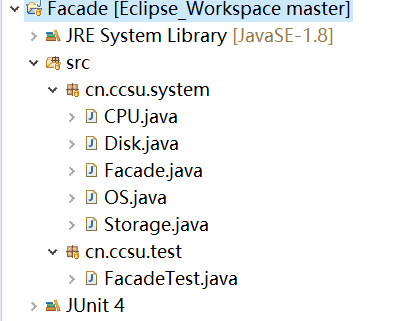 Facade [Eclipse_Workspace master]
JRE System Library [JavaSE-1.8]
src
cn.ccsu.system
CPU.java
Disk.java
Facade.java
OS.java
Storage.java
cn.ccsu.test
FacadeTest.java
JUnit 4